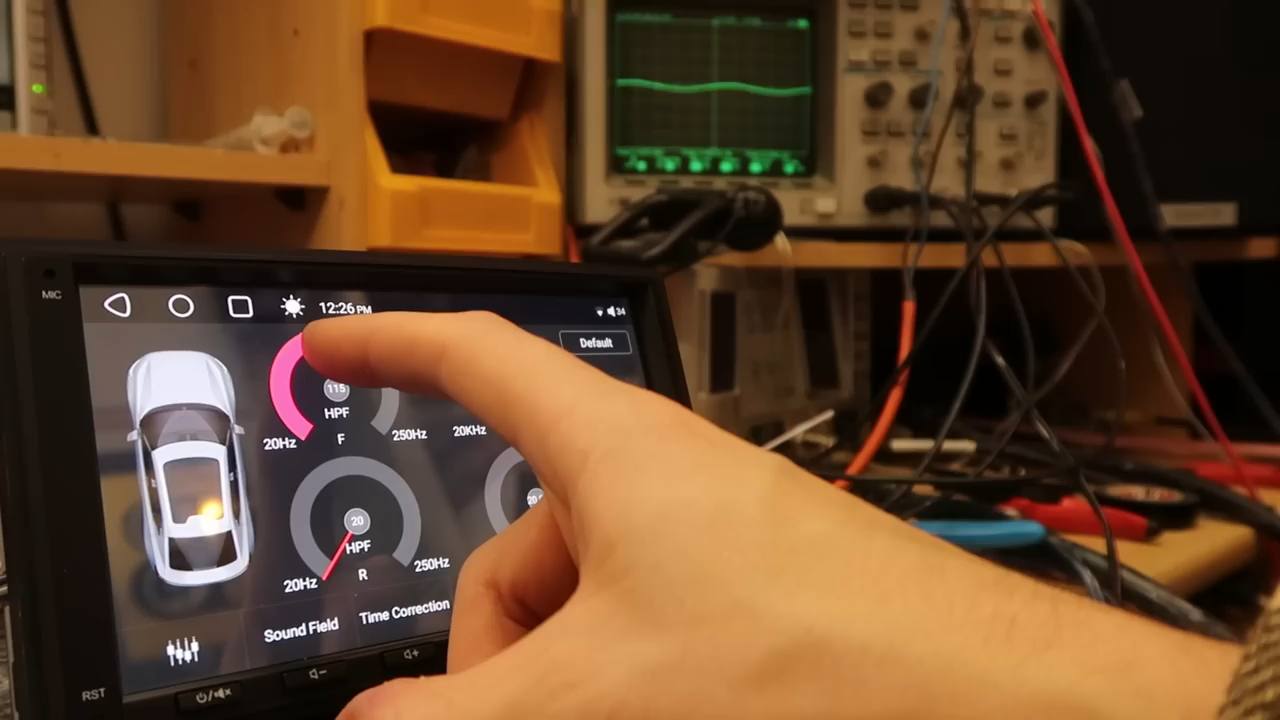 MIC
12:26 PM
34
Default
115
HPF
20Hz
F
250Hz
20KHz
20
HPF
20Hz
R
250Hz
Sound Field
Time Correction
RST